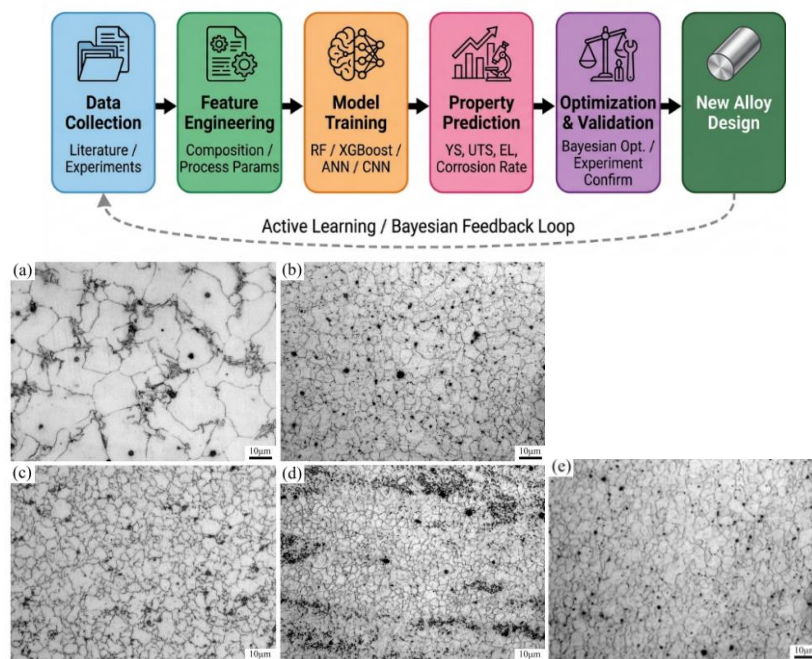 Data
Collection
Literature /
Experiments
Feature
Engineering
Composition /
Process Params
Model
Training
RF / XGBoost /
ANN / CNN
Property
Prediction
YS, UTS, EL,
Corrosion Rate
Optimization
& Validation
Bayesian Opt. /
Experiment
Confirm
New Alloy
Design
Active Learning / Bayesian Feedback Loop
(a)
10μm
(b)
10μm
(c)
10μm
(d)
10μm
(e)
10μm